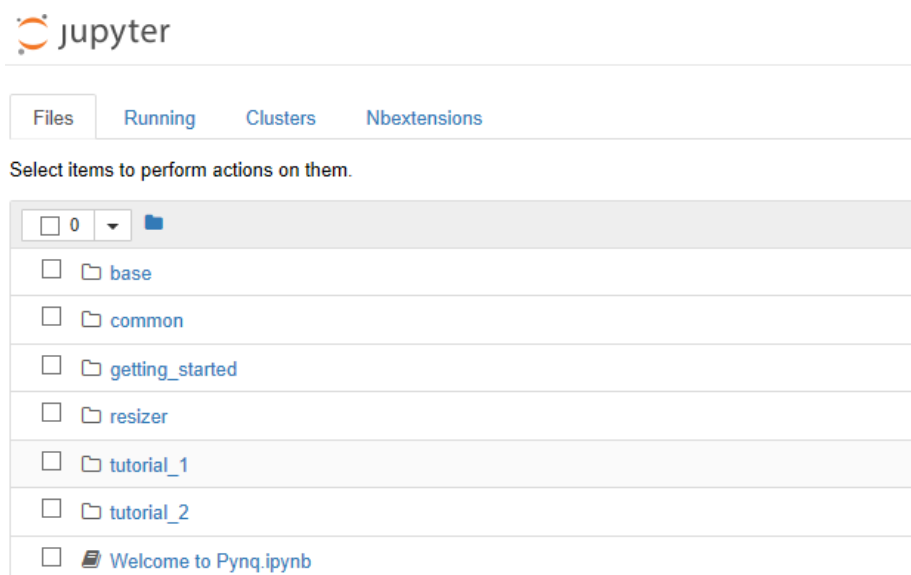 jupyter
Files Running Clusters Nbextensions
Select items to perform actions on them.
0
base
common
getting_started
resizer
tutorial_1
tutorial_2
Welcome to Pynq.ipynb